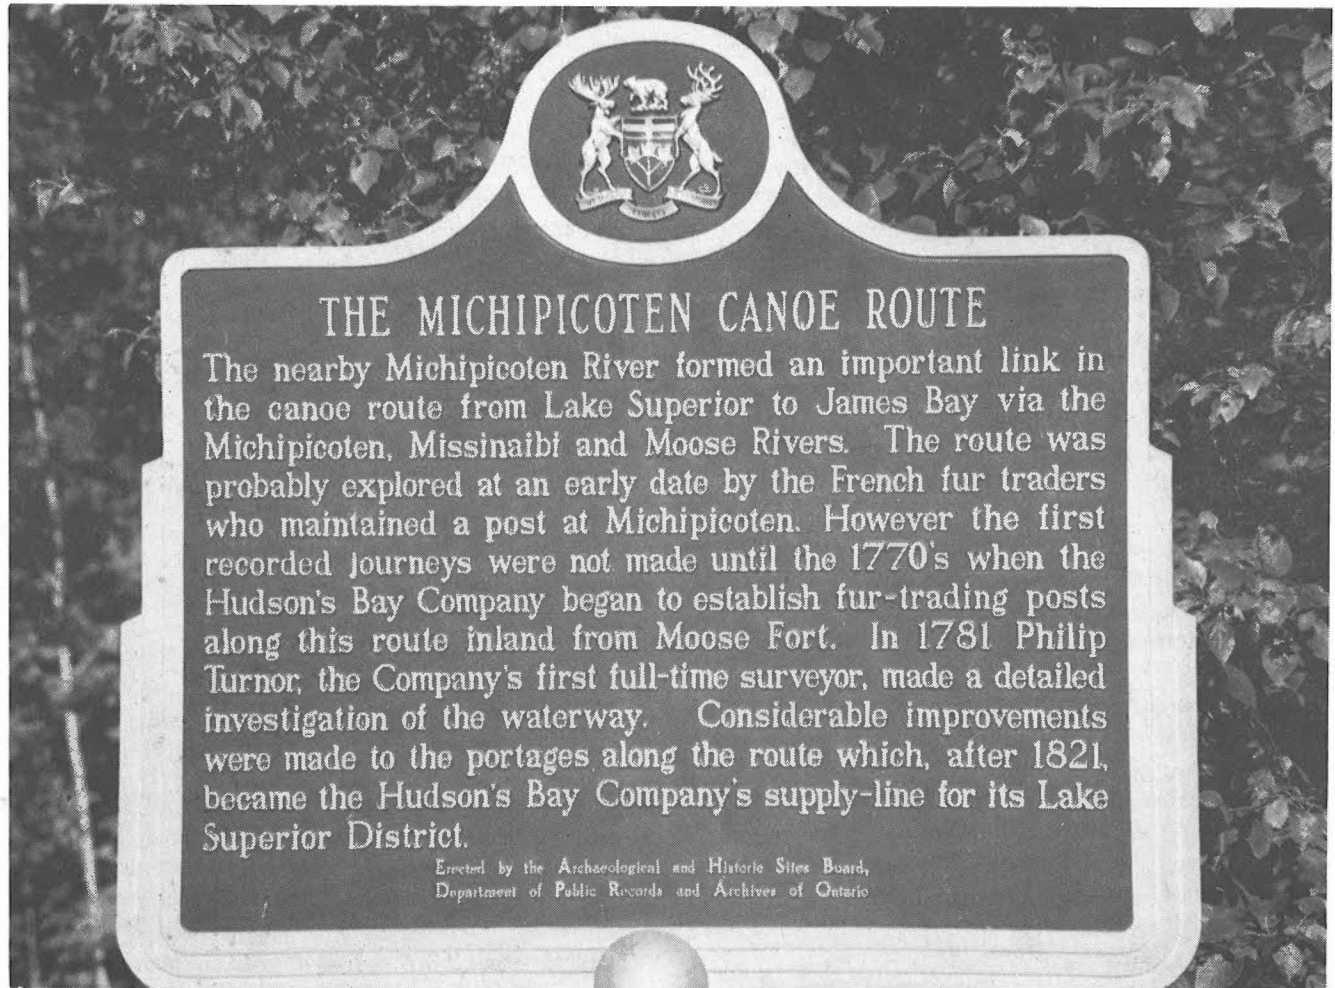 THE MICHIPICOTEN CANOE ROUTE
The nearby Michipicoten River formed an important link in
the canoe route from Lake Superior to James Bay via the
Michipicoten, Missinaibi and Moose Rivers. The route was
probably explored at an early date by the French fur traders
who maintained a post at Michipicoten. However the first
recorded journeys were not made until the 1770's when the
Hudson's Bay Company began to establish fur-trading posts
along this route inland from Moose Fort. In 1781 Philip
Turnor, the Company's first full-time surveyor, made a detailed
investigation of the waterway. Considerable improvements
were made to the portages along the route which, after 1821,
became the Hudson's Bay Company's supply-line for its Lake
Superior District.
Erected by the Archaeological and Historic Sites Board,
Department of Public Records and Archives of Ontario